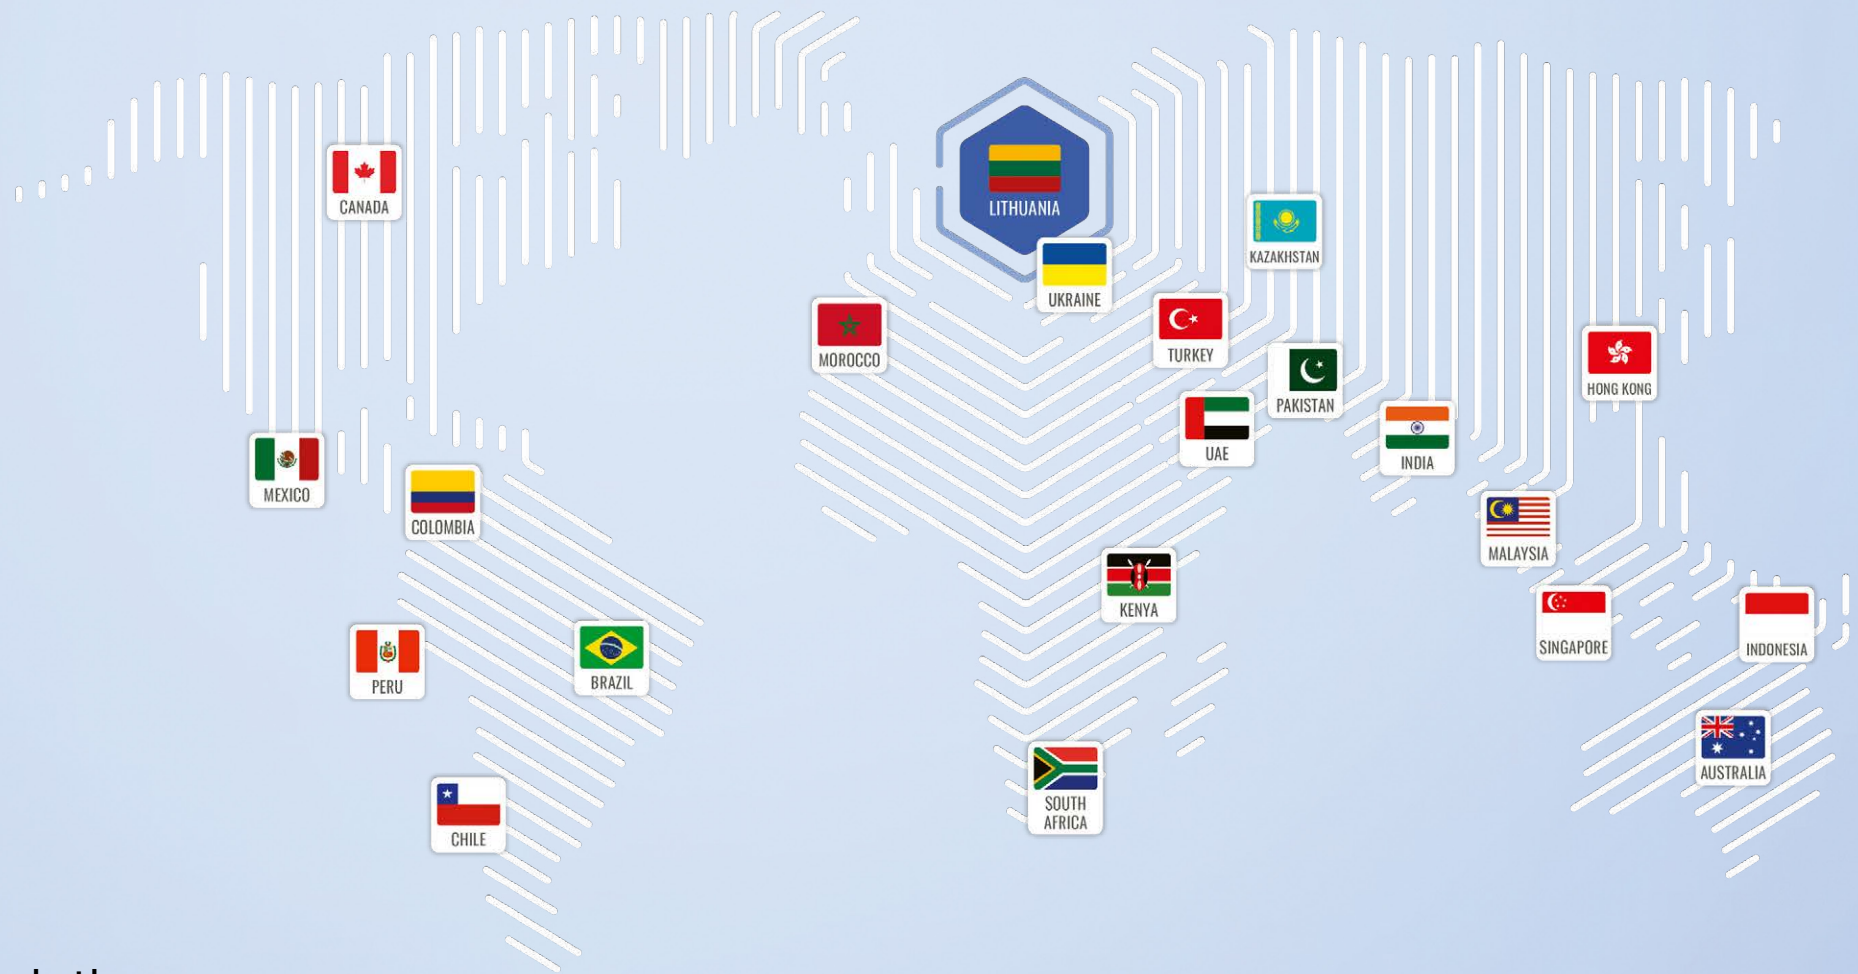 CANADA
LITHUANIA
KAZAKHSTAN
UKRAINE
MOROCCO
TURKEY
HONG KONG
PAKISTAN
UAE
INDIA
MEXICO
COLOMBIA
MALAYSIA
KENYA
SINGAPORE
INDONESIA
PERU
BRAZIL
AUSTRALIA
SOUTH
AFRICA
CHILE